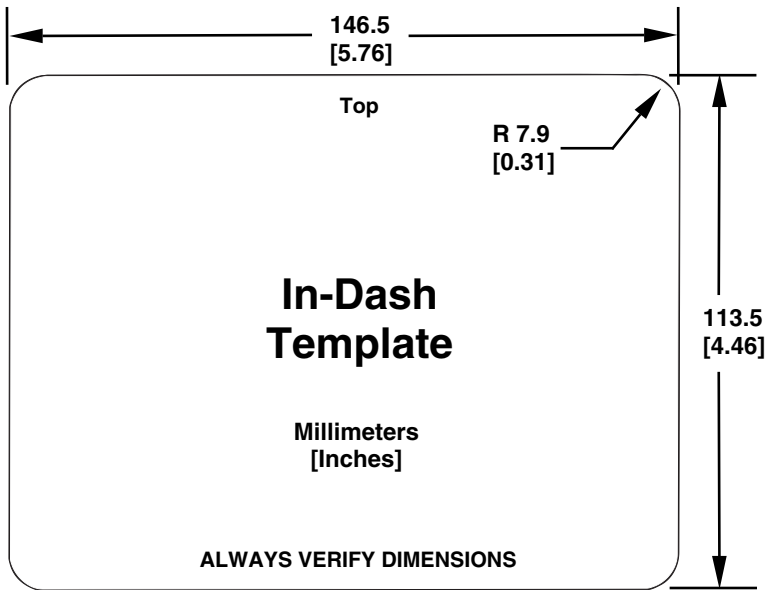 146.5
[5.76]
Top
R 7.9
[0.31]
In-Dash
Template
113.5
[4.46]
Millimeters
[Inches]
ALWAYS VERIFY DIMENSIONS